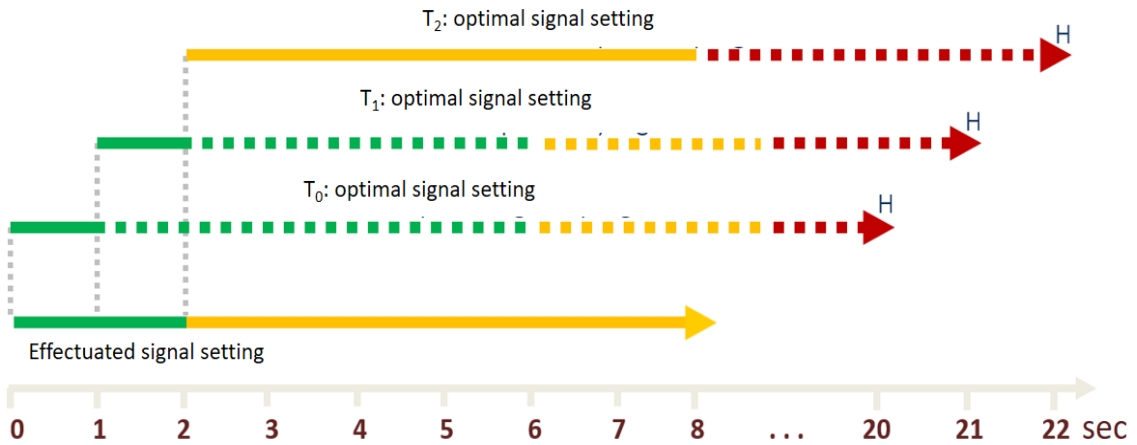 T₂: optimal signal setting
H
T₁: optimal signal setting
H
T₀: optimal signal setting
H
Effectuated signal setting
0 1 2 3 4 5 6 7 8 ... 20 21 22 sec